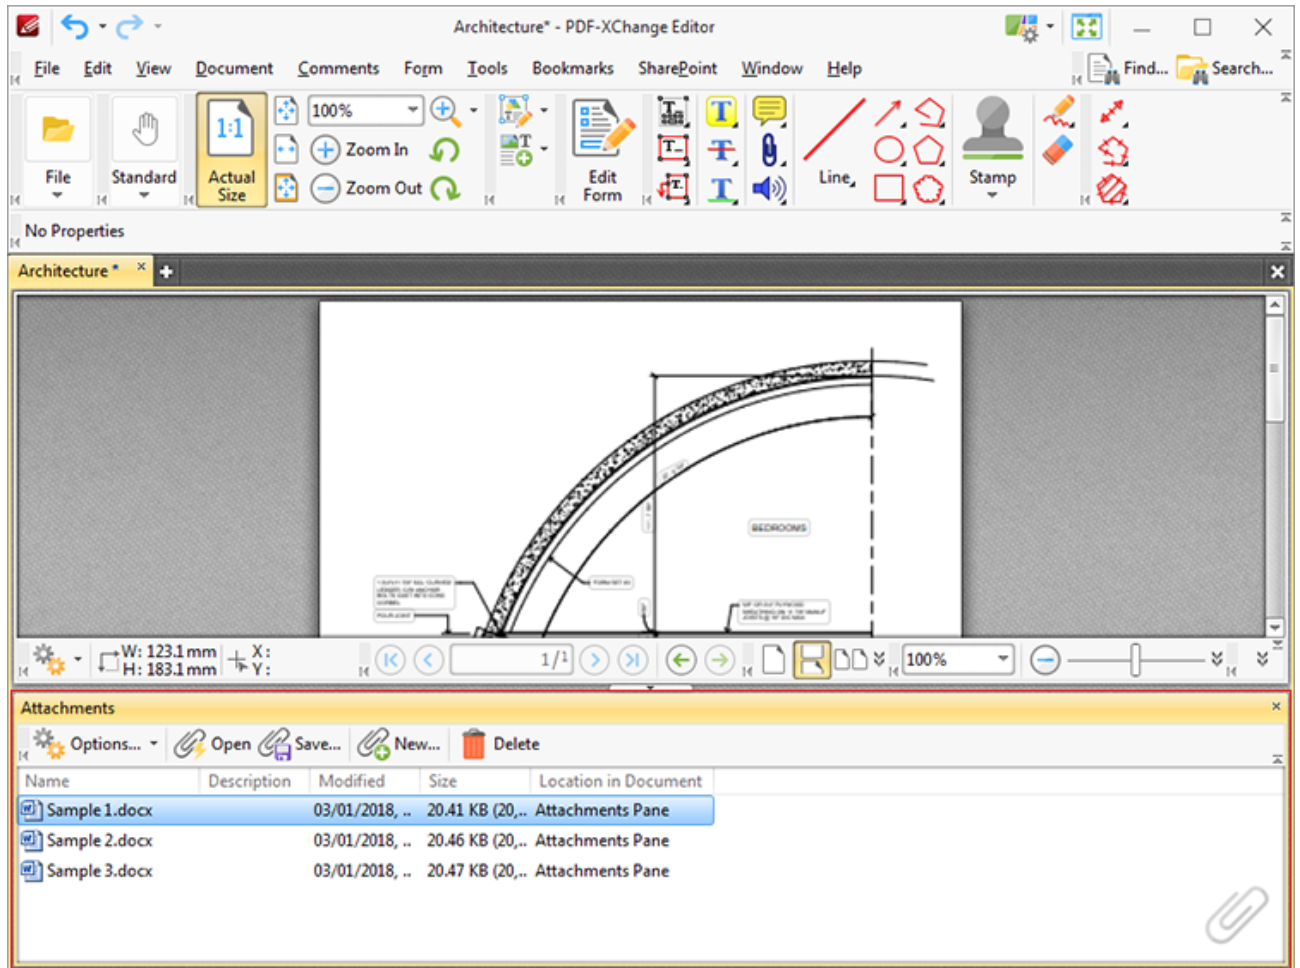 Architecture* - PDF-XChange Editor
File Edit View Document Comments Form Tools Bookmarks SharePoint Window Help Find... Search...
100%
1:1
Zoom In
File Standard Actual Size Zoom Out Edit Form Line Stamp
No Properties
Architecture *
BEDROOMS
W: 123.1 mm X:
H: 183.1 mm Y:
1/1
100%
Attachments
Options... Open Save... New... Delete
Name Description Modified Size Location in Document
Sample 1.docx 03/01/2018, .. 20.41 KB (20,.. Attachments Pane
Sample 2.docx 03/01/2018, .. 20.46 KB (20,.. Attachments Pane
Sample 3.docx 03/01/2018, .. 20.47 KB (20,.. Attachments Pane